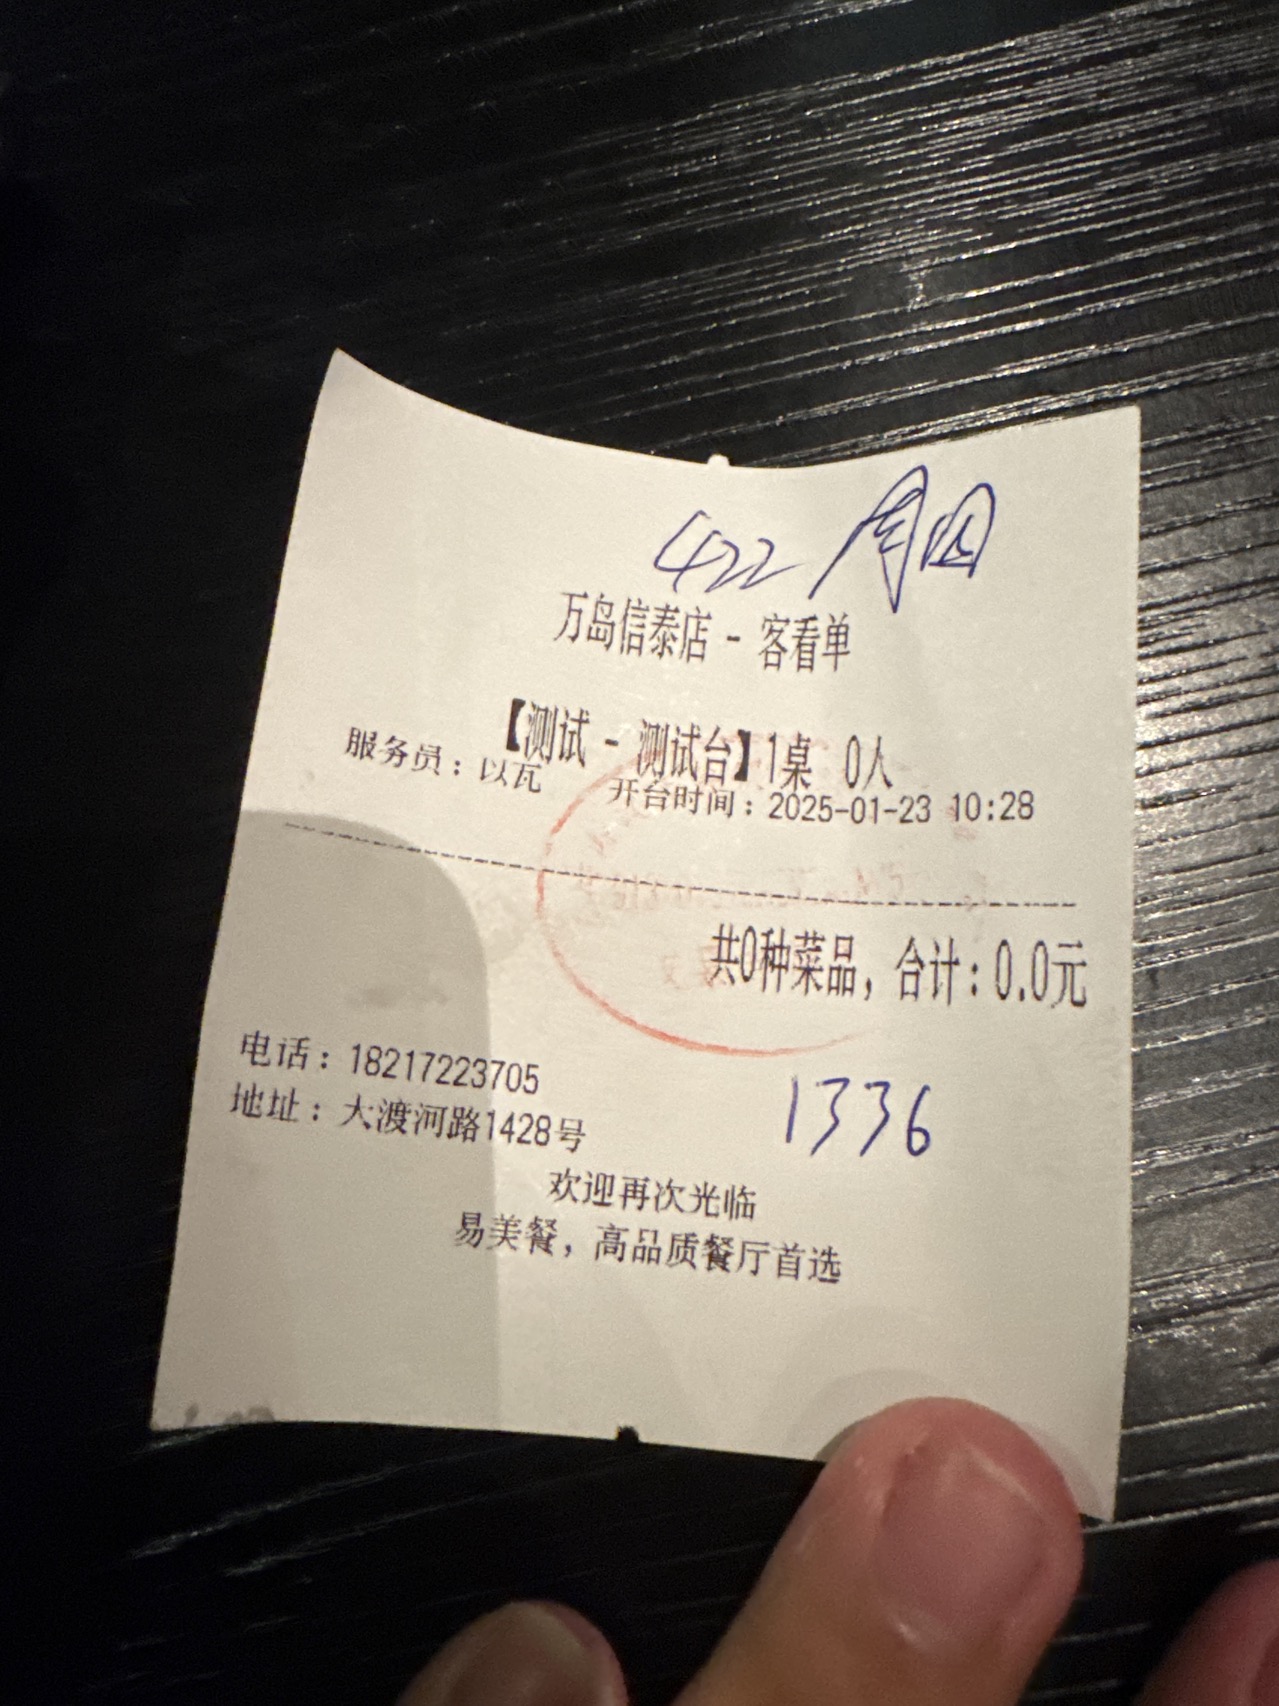 422 周四
万岛信泰店 - 客看单
【测试 - 测试台】1桌 0人
服务员：以瓦 开台时间：2025-01-23 10:28
共0种菜品，合计：0.0元
电话：18217223705
地址：大渡河路1428号
1336
欢迎再次光临
易美餐，高品质餐厅首选